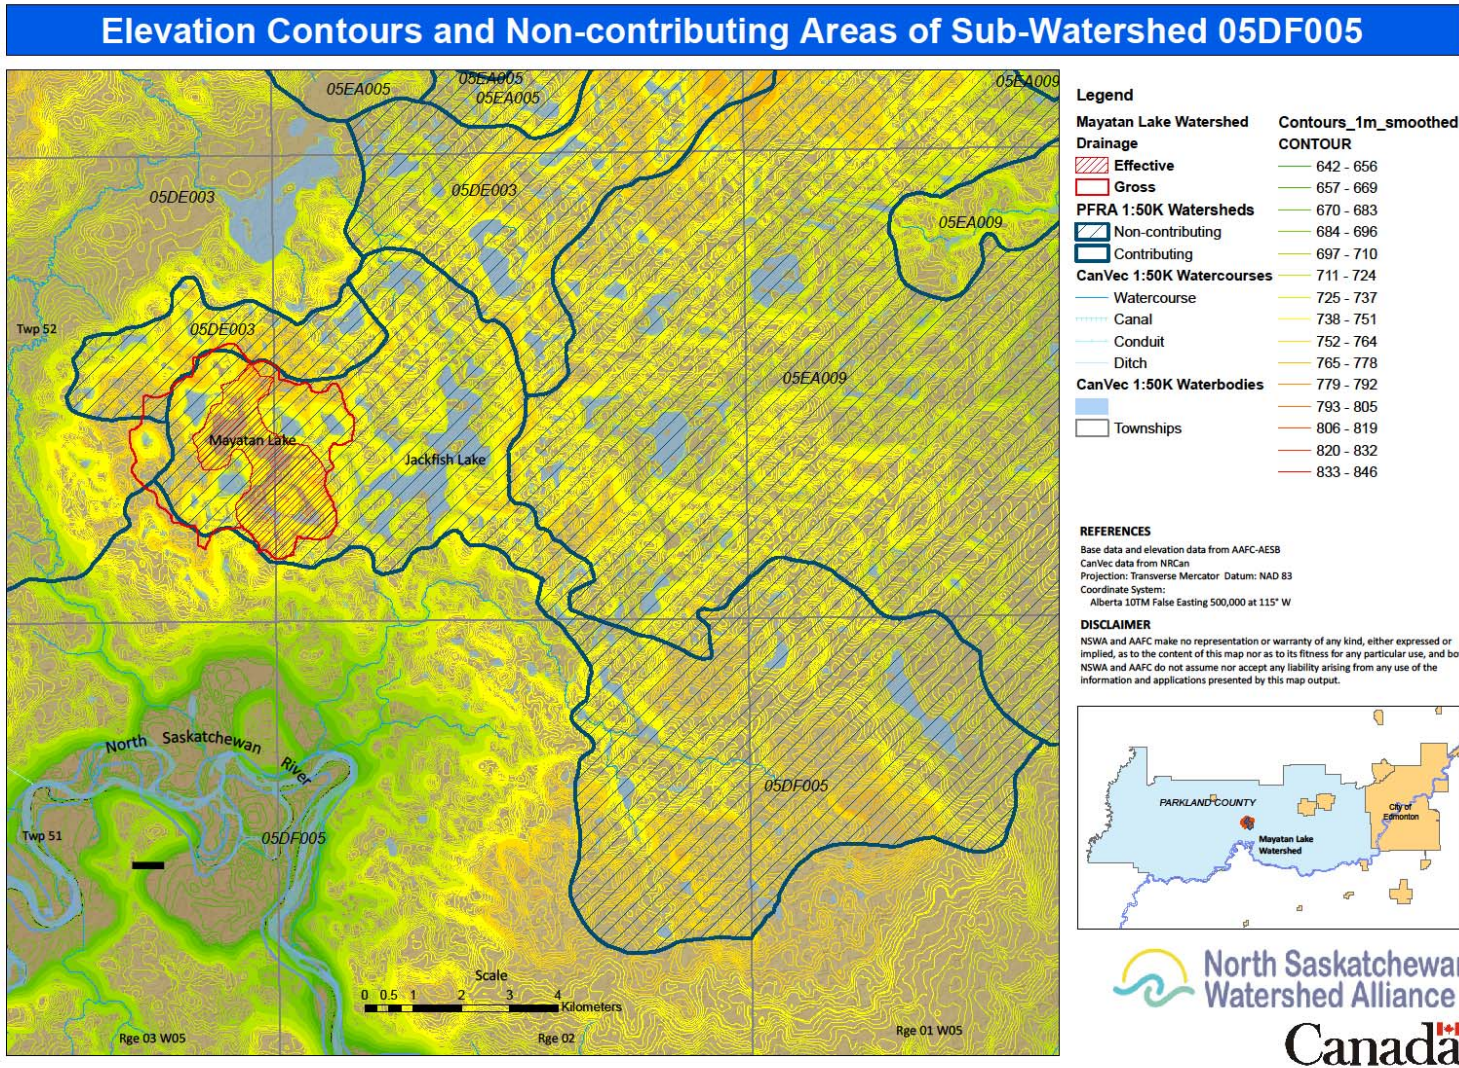 Elevation Contours and Non-contributing Areas of Sub-Watershed 05DF005
05EA005
05EA005
05EA005
05EA009
05DE003
05DE003
05EA009
Twp 52
05DE003
05EA009
Mayatan Lake
Jackfish Lake
North Saskatchewan River
05DF005
Twp 51
05DF005
Scale
0 0.5 1 2 3 4
Kilometers
Rge 03 W05
Rge 02
Rge 01 W05
Legend
Mayatan Lake Watershed
Drainage
Effective
Gross
PFRA 1:50K Watersheds
Non-contributing
Contributing
CanVec 1:50K Watercourses
Watercourse
Canal
Conduit
Ditch
CanVec 1:50K Waterbodies
Townships
Contours_1m_smoothed
CONTOUR
642 - 656
657 - 669
670 - 683
684 - 696
697 - 710
711 - 724
725 - 737
738 - 751
752 - 764
765 - 778
779 - 792
793 - 805
806 - 819
820 - 832
833 - 846
REFERENCES
Base data and elevation data from AAFC-AESB
CanVec data from NRCan
Projection: Transverse Mercator Datum: NAD 83
Coordinate System:
Alberta 10TM False Easting 500,000 at 115° W
DISCLAIMER
NSWA and AAFC make no representation or warranty of any kind, either expressed or
implied, as to the content of this map nor as to its fitness for any particular use, and bo
NSWA and AAFC do not assume nor accept any liability arising from any use of the
information and applications presented by this map output.
PARKLAND COUNTY
City of
Edmonton
Mayatan Lake
Watershed
North Saskatchewan
Watershed Alliance
Canada